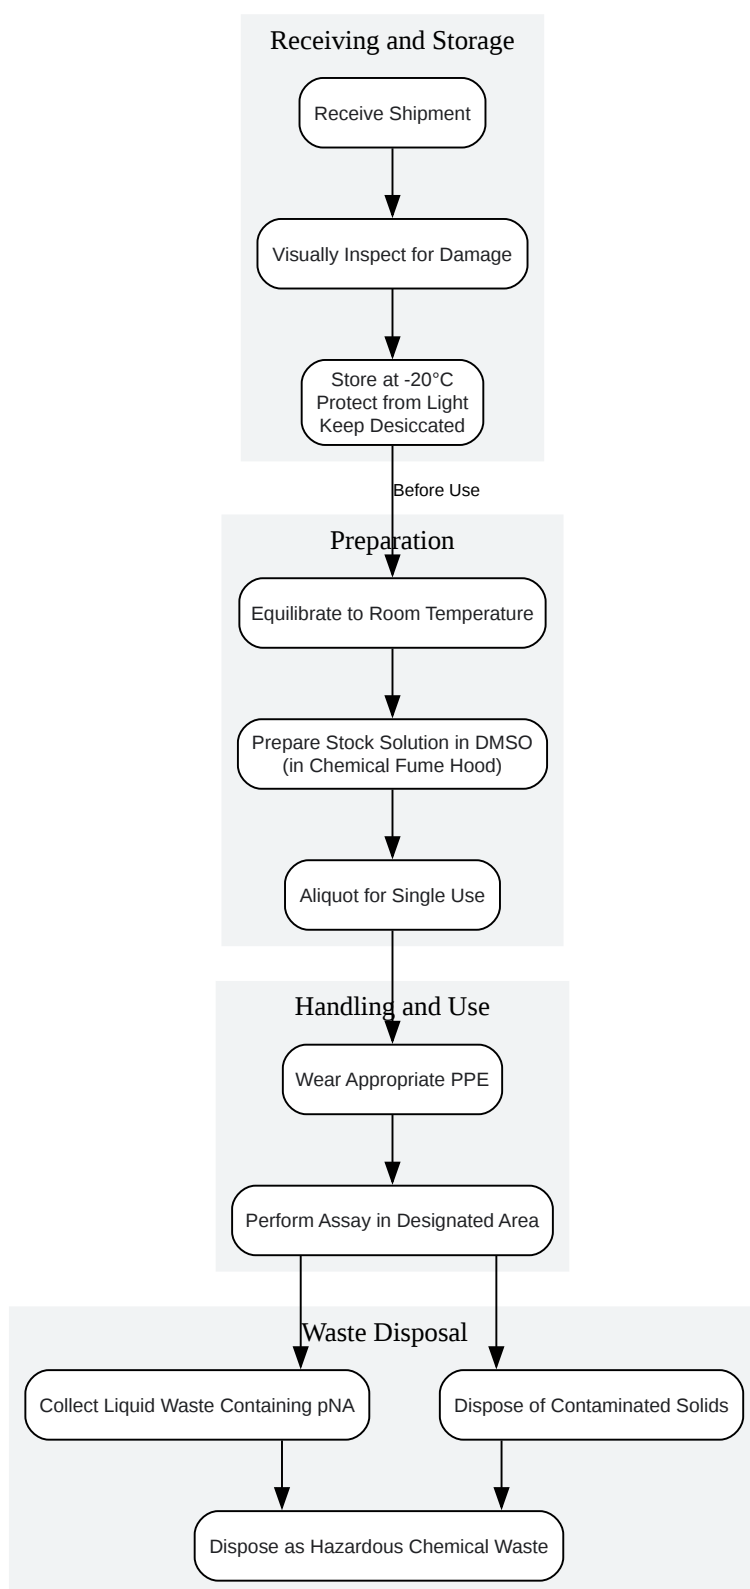 Receiving and Storage
Receive Shipment
Visually Inspect for Damage
Store at -20°C
Protect from Light
Keep Desiccated
Before Use
Preparation
Equilibrate to Room Temperature
Prepare Stock Solution in DMSO
(in Chemical Fume Hood)
Aliquot for Single Use
Handling and Use
Wear Appropriate PPE
Perform Assay in Designated Area
Waste Disposal
Collect Liquid Waste Containing pNA
Dispose of Contaminated Solids
Dispose as Hazardous Chemical Waste